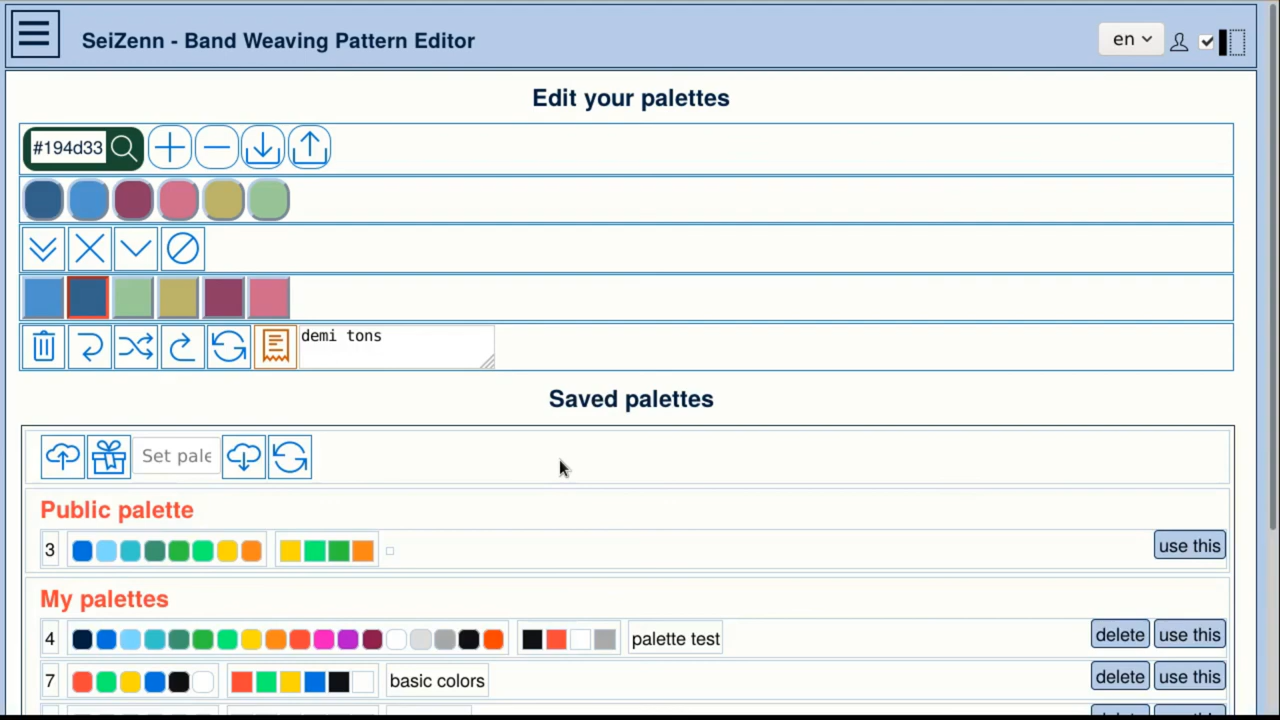 SeiZenn - Band Weaving Pattern Editor
en
Edit your palettes
#194d33
demi tons
Saved palettes
Set pale
Public palette
3
use this
My palettes
4
palette test
delete
use this
7
basic colors
delete
use this